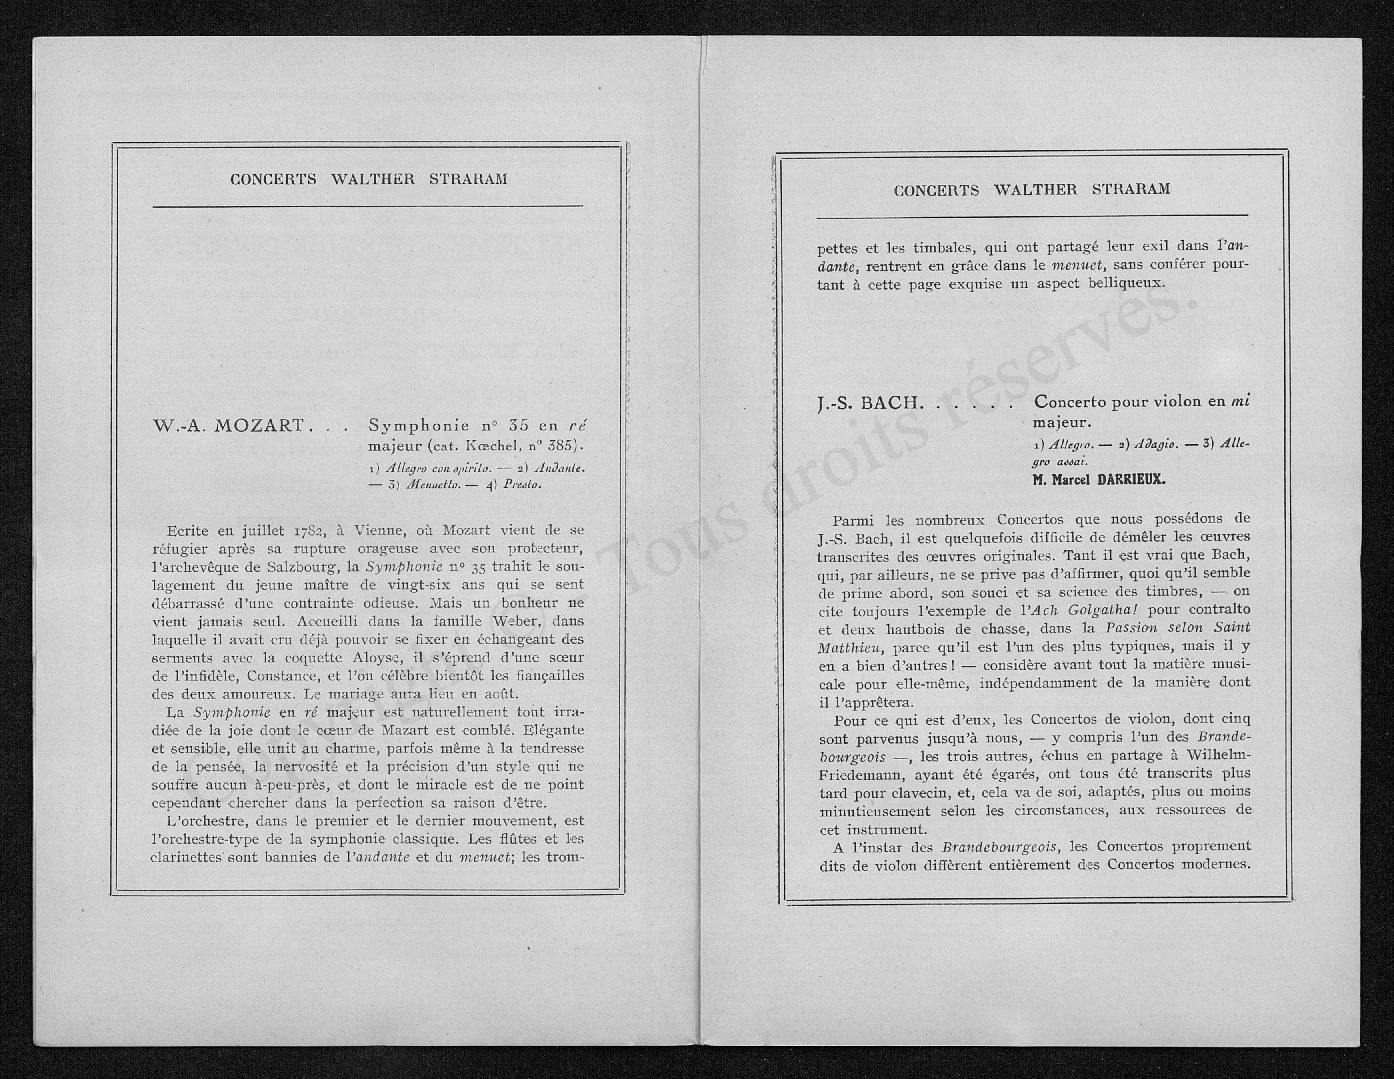 CONCERTS WALTHER STRARAM
W.-A. MOZART. . . Symphonie n° 35 en ré
majeur (cat. Kœchel, n° 385).
1) Allegro con spirito. — 2) Andante.
— 3) Menuetto. — 4) Presto.
Ecrite en juillet 1782, à Vienne, où Mozart vient de se
réfugier après sa rupture orageuse avec son protecteur,
l'archevêque de Salzbourg, la Symphonie n° 35 trahit le sou-
lagement du jeune maître de vingt-six ans qui se sent
débarrassé d'une contrainte odieuse. Mais un bonheur ne
vient jamais seul. Accueilli dans la famille Weber, dans
laquelle il avait cru déjà pouvoir se fixer en échangeant des
serments avec la coquette Aloyse, il s'éprend d'une sœur
de l'infidèle, Constance, et l'on célèbre bientôt les fiançailles
des deux amoureux. Le mariage aura lieu en août.
La Symphonie en ré majeur est naturellement tout irra-
diée de la joie dont le cœur de Mazart est comblé. Elégante
et sensible, elle unit au charme, parfois même à la tendresse
de la pensée, la nervosité et la précision d'un style qui ne
souffre aucun à-peu-près, et dont le miracle est de ne point
cependant chercher dans la perfection sa raison d'être.
L'orchestre, dans le premier et le dernier mouvement, est
l'orchestre-type de la symphonie classique. Les flûtes et les
clarinettes sont bannies de l'andante et du menuet; les trom-
CONCERTS WALTHER STRARAM
pettes et les timbales, qui ont partagé leur exil dans l'an-
dante, rentrent en grâce dans le menuet, sans conférer pour-
tant à cette page exquise un aspect belliqueux.
J.-S. BACH. . . . . . Concerto pour violon en mi
majeur.
1) Allegro. — 2) Adagio. — 3) Alle-
gro assai.
M. Marcel DARRIEUX.
Parmi les nombreux Concertos que nous possédons de
J.-S. Bach, il est quelquefois difficile de démêler les œuvres
transcrites des œuvres originales. Tant il est vrai que Bach,
qui, par ailleurs, ne se prive pas d'affirmer, quoi qu'il semble
de prime abord, son souci et sa science des timbres, — on
cite toujours l'exemple de l'Ach Golgatha! pour contralto
et deux hautbois de chasse, dans la Passion selon Saint
Matthieu, parce qu'il est l'un des plus typiques, mais il y
en a bien d'autres ! — considère avant tout la matière musi-
cale pour elle-même, indépendamment de la manière dont
il l'apprêtera.
Pour ce qui est d'eux, les Concertos de violon, dont cinq
sont parvenus jusqu'à nous, — y compris l'un des Brande-
bourgeois —, les trois autres, échus en partage à Wilhelm-
Friedemann, ayant été égarés, ont tous été transcrits plus
tard pour clavecin, et, cela va de soi, adaptés, plus ou moins
minutieusement selon les circonstances, aux ressources de
cet instrument.
A l'instar des Brandebourgeois, les Concertos proprement
dits de violon diffèrent entièrement des Concertos modernes.
Copyright © - Tous droits réservés.